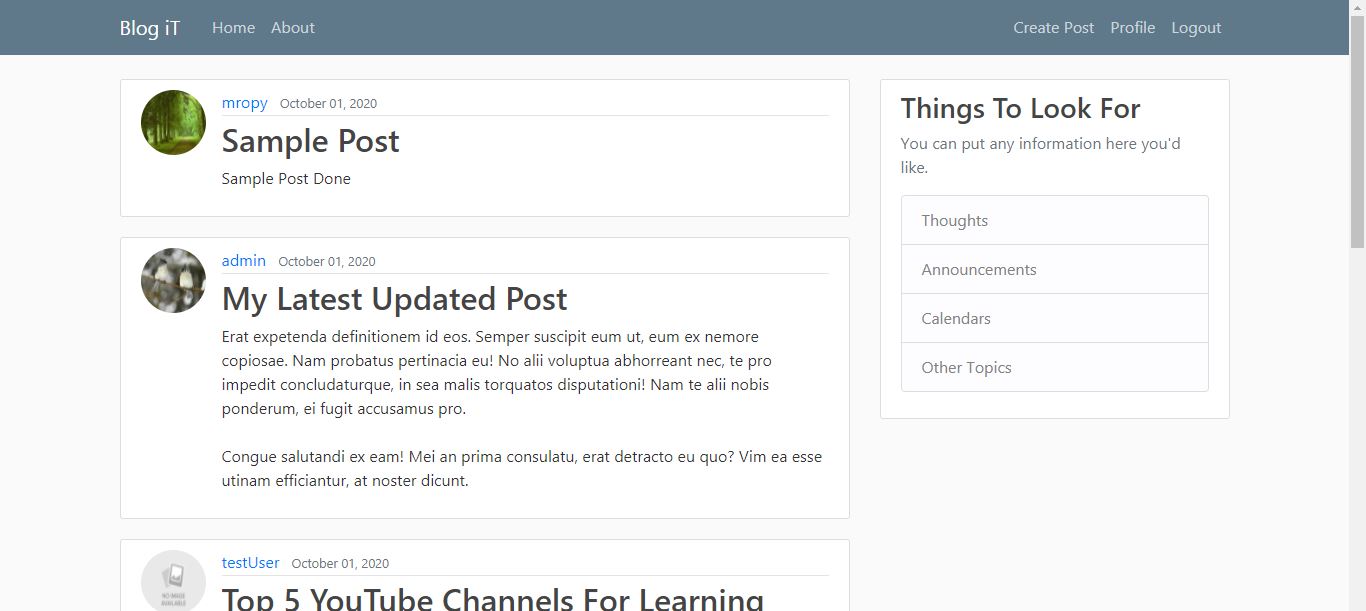 Blog iT Home About Create Post Profile Logout
mropy October 01, 2020
Sample Post
Sample Post Done
admin October 01, 2020
My Latest Updated Post
Erat expetenda definitionem id eos. Semper suscipit eum ut, eum ex nemore
copiosae. Nam probatus pertinacia eu! No alii voluptua abhorreant nec, te pro
impedit concludaturque, in sea malis torquatos disputationi! Nam te alii nobis
ponderum, ei fugit accusamus pro.
Congue salutandi ex eam! Mei an prima consulatu, erat detracto eu quo? Vim ea esse
utinam efficiantur, at noster dicunt.
NO IMAGE
AVAILABLE
testUser October 01, 2020
Top 5 YouTube Channels For Learning
Things To Look For
You can put any information here you'd
like.
Thoughts
Announcements
Calendars
Other Topics